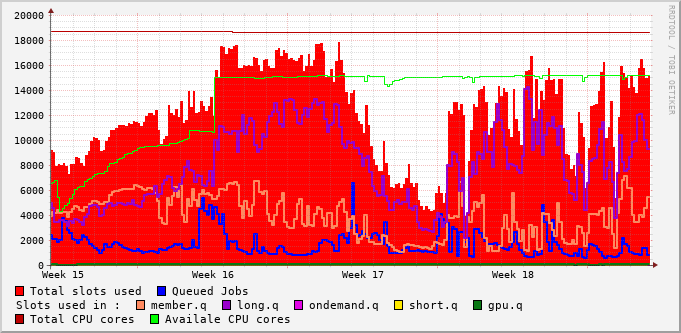 20000
18000
16000
14000
12000
10000
8000
6000
4000
2000
0
Week 15 Week 16 Week 17 Week 18
Total slots used Queued Jobs
Slots used in : member.q long.q ondemand.q short.q gpu.q
Total CPU cores Availale CPU cores
RRDTOOL / TOBI OETIKER